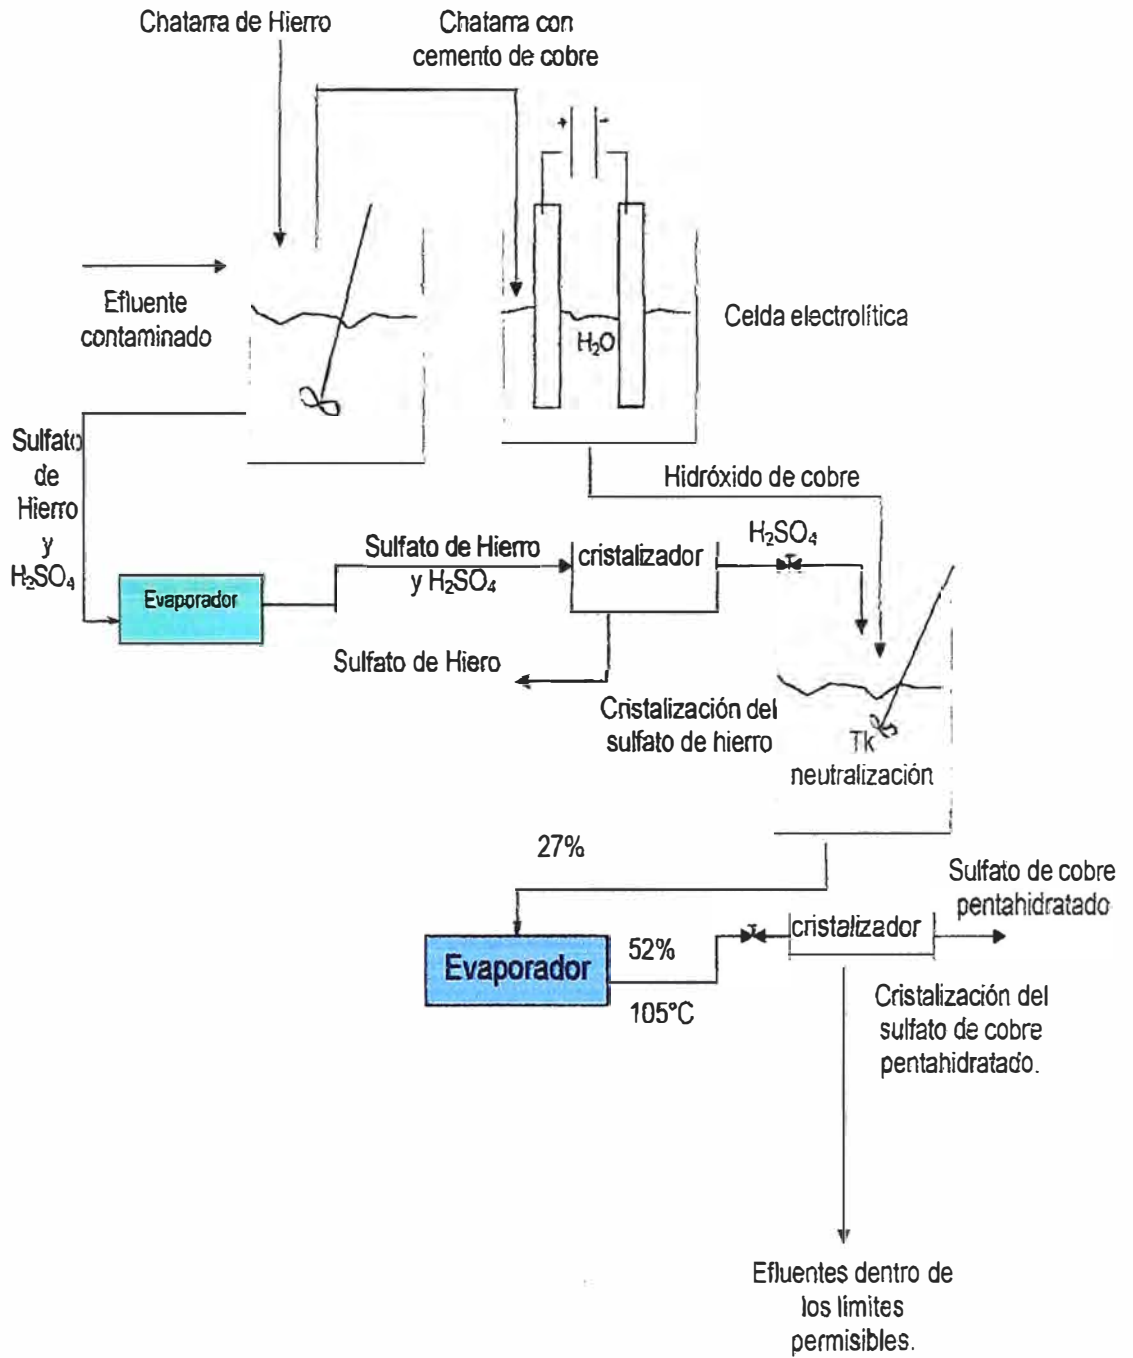 Chatarra de Hierro
Chatarra con
cemento de cobre
+
-
Efluente
contaminado
H₂O
Celda electrolítica
Sulfato
de
Hierro
y
H₂SO₄
Hidróxido de cobre
Evaporador
Sulfato de Hierro
y H₂SO₄
cristalizador
H₂SO₄
Sulfato de Hiero
Cristalización del
sulfato de hierro
Tk
neutralización
27%
Evaporador
52%
105°C
cristalizador
Sulfato de cobre
pentahidratado
Cristalización del
sulfato de cobre
pentahidratado.
Efluentes dentro de
los límites
permisibles.